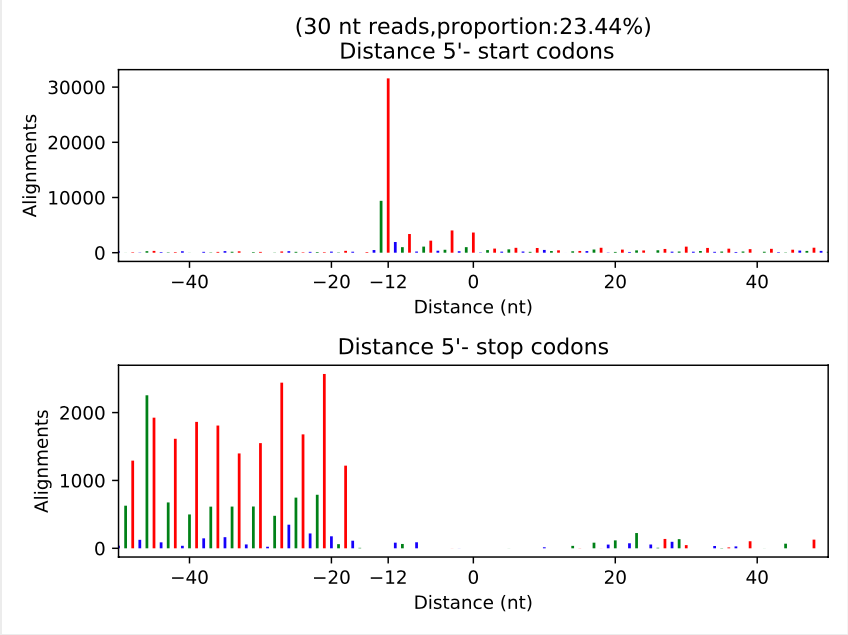 (30 nt reads,proportion:23.44%)
Distance 5'- start codons
Alignments
30000
20000
10000
0
−40 −20 −12 0 20 40
Distance (nt)
Distance 5'- stop codons
Alignments
2000
1000
0
−40 −20 −12 0 20 40
Distance (nt)